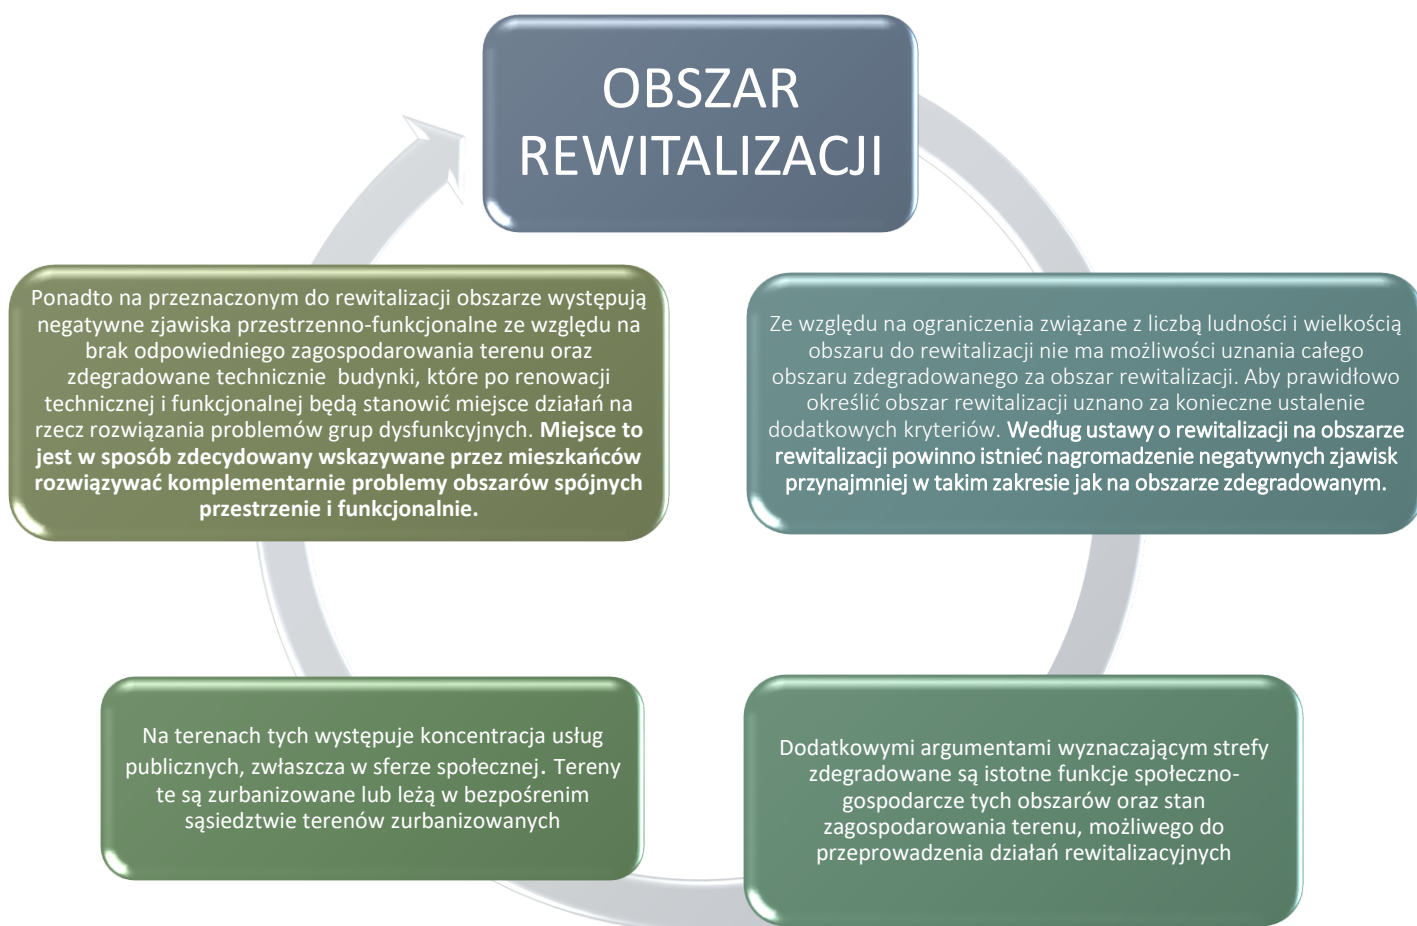 OBSZAR
REWITALIZACJI
Ze względu na ograniczenia związane z liczbą ludności i wielkością
obszaru do rewitalizacji nie ma możliwości uznania całego
obszaru zdegradowanego za obszar rewitalizacji. Aby prawidłowo
określić obszar rewitalizacji uznano za konieczne ustalenie
dodatkowych kryteriów. Według ustawy o rewitalizacji na obszarze
rewitalizacji powinno istnieć nagromadzenie negatywnych zjawisk
przynajmniej w takim zakresie jak na obszarze zdegradowanym.
Dodatkowymi argumentami wyznaczającym strefy
zdegradowane są istotne funkcje społeczno-
gospodarcze tych obszarów oraz stan
zagospodarowania terenu, możliwego do
przeprowadzenia działań rewitalizacyjnych
Na terenach tych występuje koncentracja usług
publicznych, zwłaszcza w sferze społecznej. Tereny
te są zurbanizowane lub leżą w bezpośrenim
sąsiedztwie terenów zurbanizowanych
Ponadto na przeznaczonym do rewitalizacji obszarze występują
negatywne zjawiska przestrzenno-funkcjonalne ze względu na
brak odpowiedniego zagospodarowania terenu oraz
zdegradowane technicznie budynki, które po renowacji
technicznej i funkcjonalnej będą stanowić miejsce działań na
rzecz rozwiązania problemów grup dysfunkcyjnych. Miejsce to
jest w sposób zdecydowany wskazywane przez mieszkańców
rozwiązywać komplementarnie problemy obszarów spójnych
przestrzenie i funkcjonalnie.